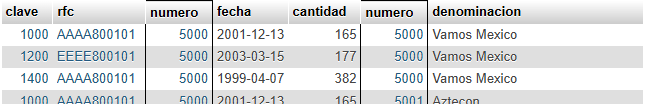 clave rfc numero fecha cantidad numero denominacion
1000 AAAA800101 5000 2001-12-13 165 5000 Vamos Mexico
1200 EEEE800101 5000 2003-03-15 177 5000 Vamos Mexico
1400 AAAA800101 5000 1999-04-07 382 5000 Vamos Mexico
1000 AAAA800101 5000 2001-12-13 165 5001 Aztecon